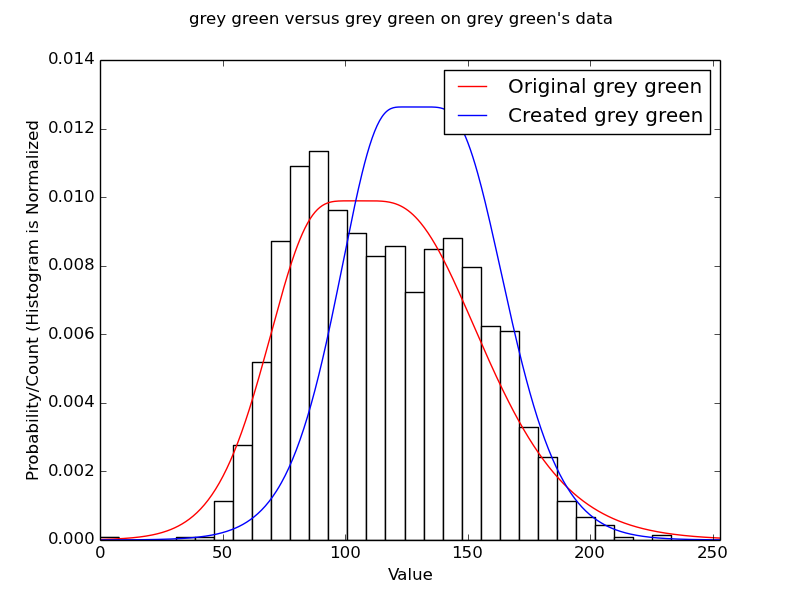 grey green versus grey green on grey green's data
Original grey green
Created grey green
Probability/Count (Histogram is Normalized
0.014
0.012
0.010
0.008
0.006
0.004
0.002
0.000
0 50 100 150 200 250
Value